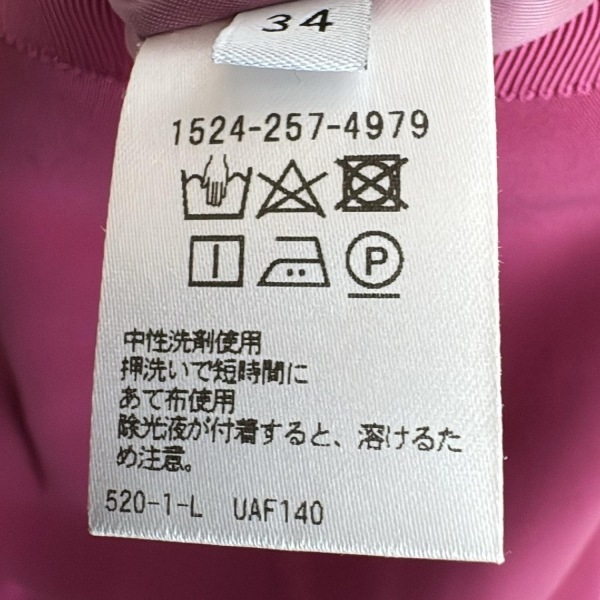 34
1524-257-4979
P
中性洗剤使用
押洗いで短時間に
あて布使用
除光液が付着すると、溶けるた
め注意。
520-1-L UAF140